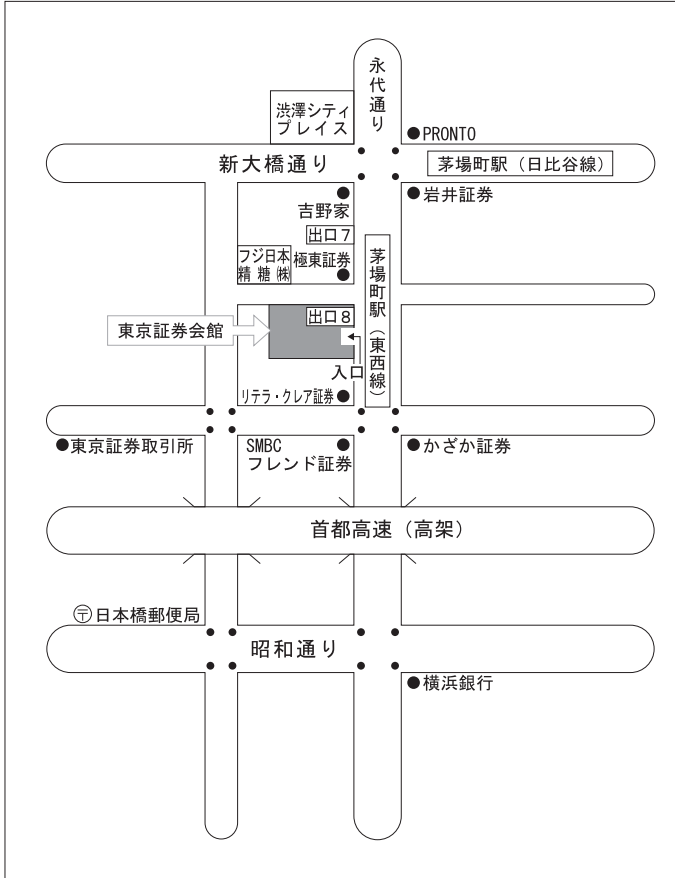 永代通り
渋澤シティ
プレイス
PRONTO
新大橋通り
茅場町駅（日比谷線）
吉野家
岩井証券
出口7
フジ日本
精糖㈱
極東証券
茅場町駅（東西線）
出口8
東京証券会館
入口
リテラ・クレア証券
東京証券取引所
SMBC
フレンド証券
かざか証券
首都高速（高架）
〒日本橋郵便局
昭和通り
横浜銀行